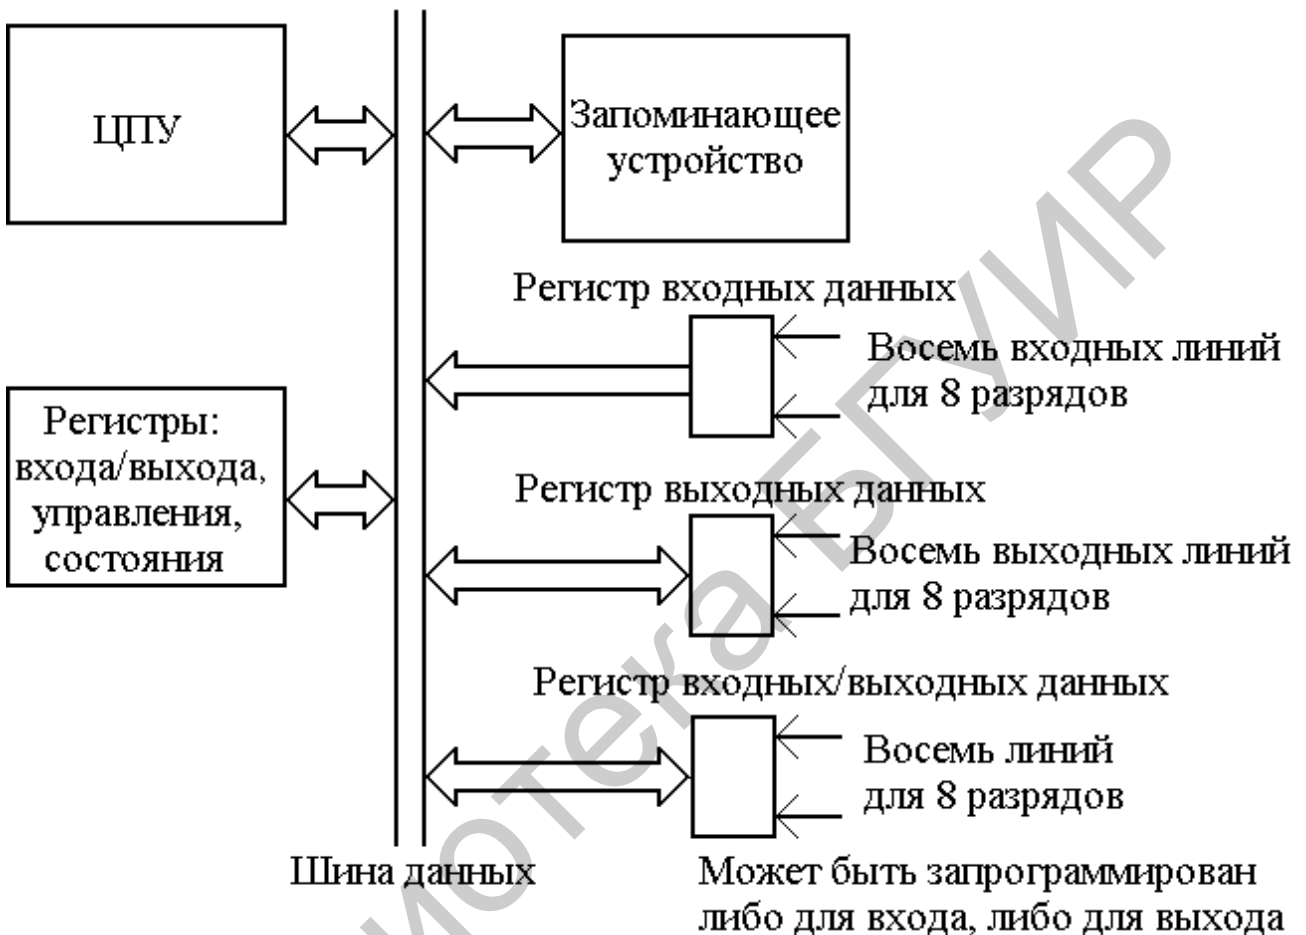 ЦПУ
Запоминающее
устройство
Регистр входных данных
Восемь входных линий
для 8 разрядов
Регистры:
входа/выхода,
управления,
состояния
Регистр выходных данных
Восемь выходных линий
для 8 разрядов
Регистр входных/выходных данных
Восемь линий
для 8 разрядов
Шина данных
Может быть запрограммирован
либо для входа, либо для выхода
иотека БГУИР